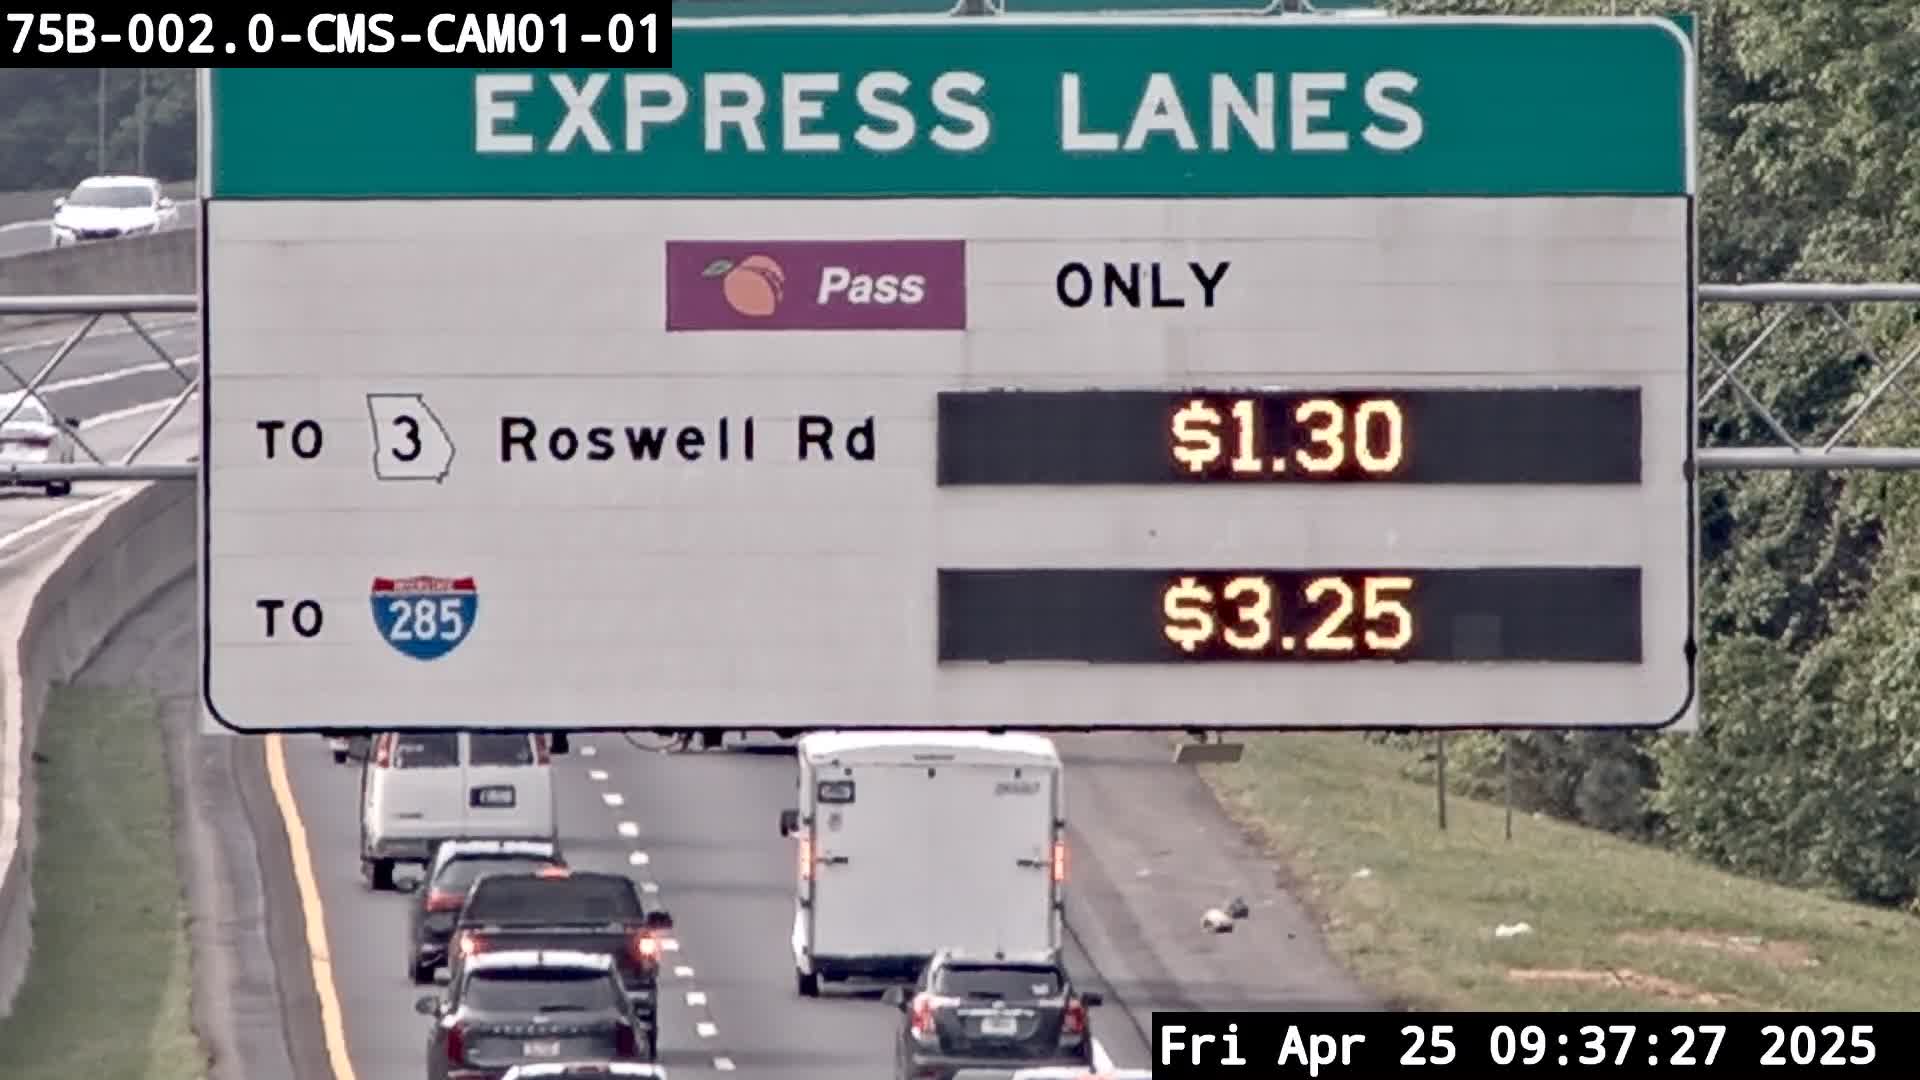 75B-002.0-CMS-CAM01-01
EXPRESS LANES
Pass ONLY
TO 3 Roswell Rd $1.30
INTERSTATE
TO 285 $3.25
Fri Apr 25 09:37:27 2025